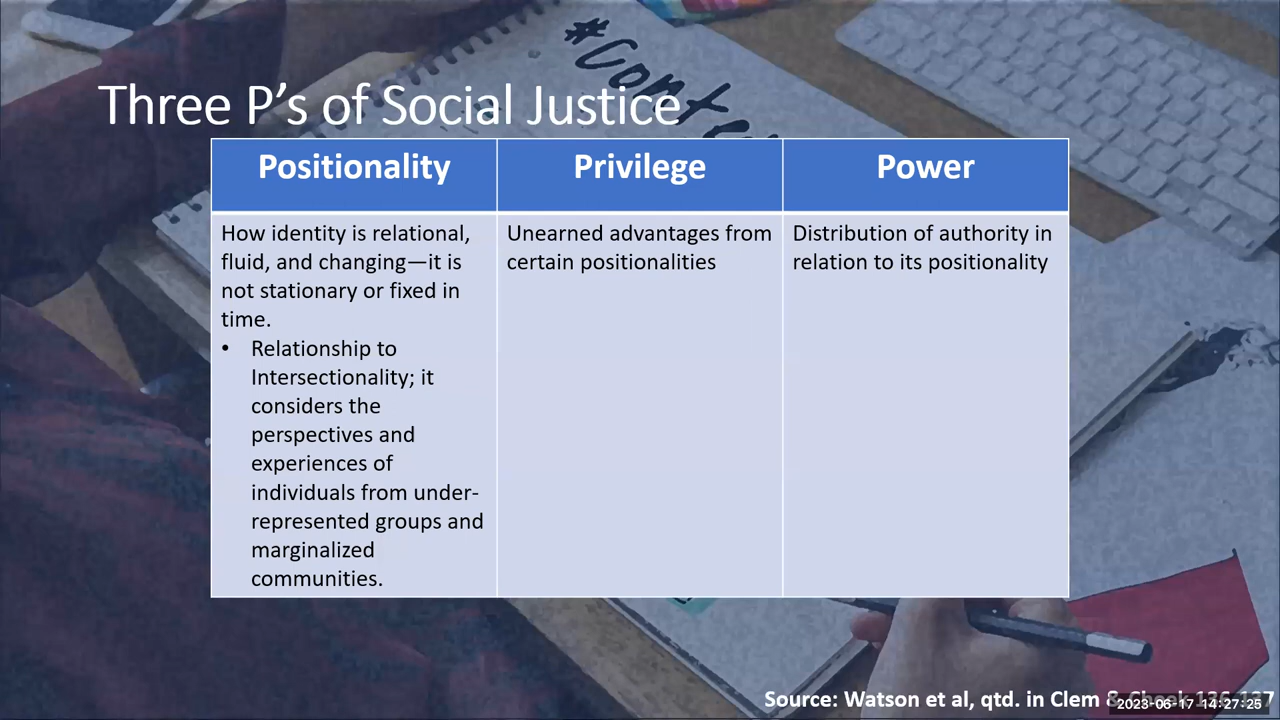 #Conte
Three P's of Social Justice
Positionality
Privilege
Power
How identity is relational,
fluid, and changing—it is
not stationary or fixed in
time.
• Relationship to
Intersectionality; it
considers the
perspectives and
experiences of
individuals from under-
represented groups and
marginalized
communities.
Unearned advantages from
certain positionalities
Distribution of authority in
relation to its positionality
Source: Watson et al, qtd. in Clem &
2023-06-17 14:27:25